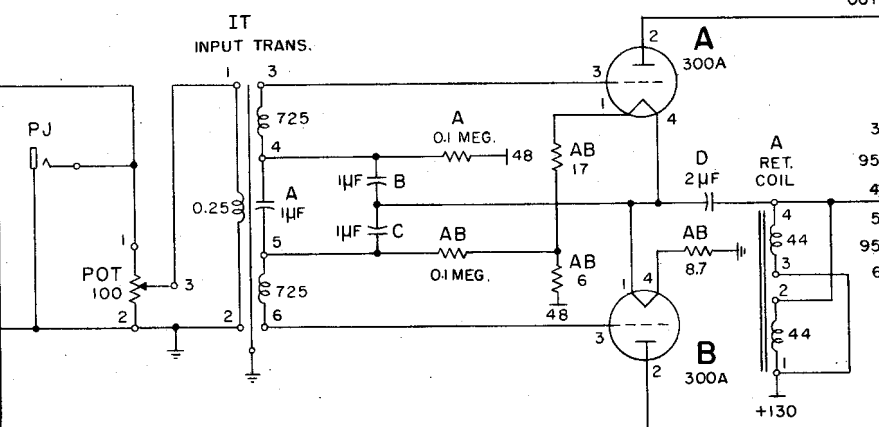 IT
INPUT TRANS.
1
3
725
4
A
0.1 MEG.
48
PJ
0.25
A
1µF
1µF
B
1µF
C
AB
0.1 MEG.
5
725
6
1
POT
100
3
2
2
2
A
300A
3
1
4
AB
17
D
2µF
A
RET.
COIL
3
95
4
5
95
6
4
44
3
2
44
1
+130
AB
8.7
AB
6
48
1
4
3
B
300A
2